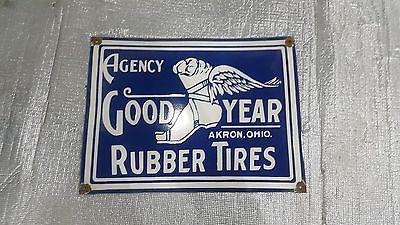 AGENCY
GOOD YEAR
AKRON, OHIO.
RUBBER TIRES